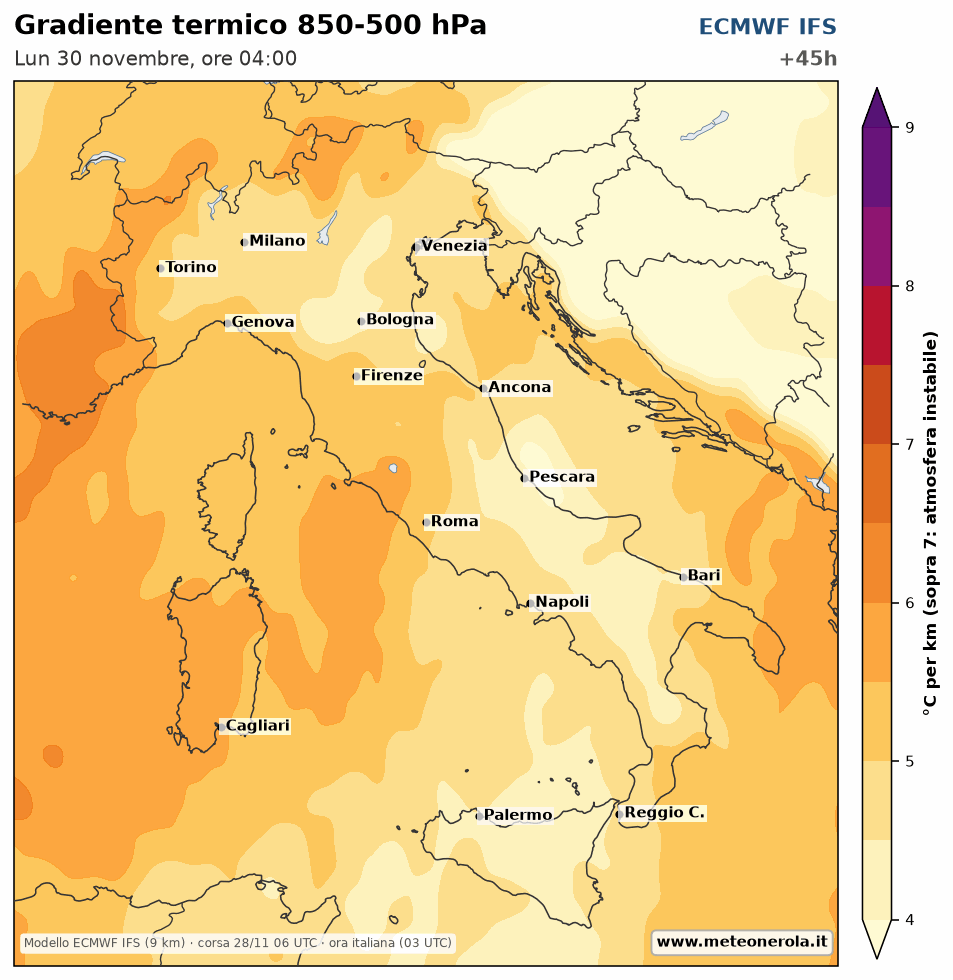 Gradiente termico 850-500 hPa
ECMWF IFS
Lun 30 novembre, ore 04:00
+45h
Milano
Venezia
Torino
Genova
Bologna
Firenze
Ancona
Pescara
Roma
Bari
Napoli
Cagliari
Palermo
Reggio C.
9
8
7
6
5
4
°C per km (sopra 7: atmosfera instabile)
Modello ECMWF IFS (9 km) · corsa 28/11 06 UTC · ora italiana (03 UTC)
www.meteonerola.it